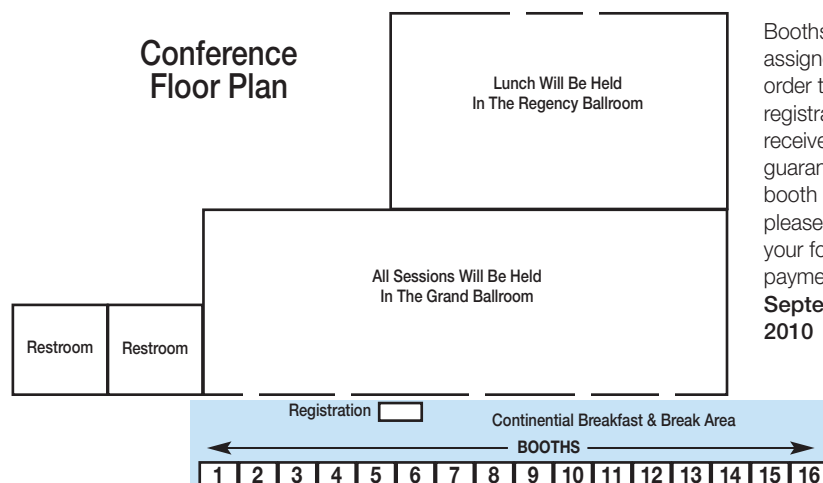 Conference
Floor Plan
Lunch Will Be Held
In The Regency Ballroom
All Sessions Will Be Held
In The Grand Ballroom
Restroom Restroom
Registration
Continential Breakfast & Break Area
BOOTHS
1 2 3 4 5 6 7 8 9 10 11 12 13 14 15 16
Booths
assign
order t
registra
receive
guaran
booth
please
your fo
payme
Septe
2010